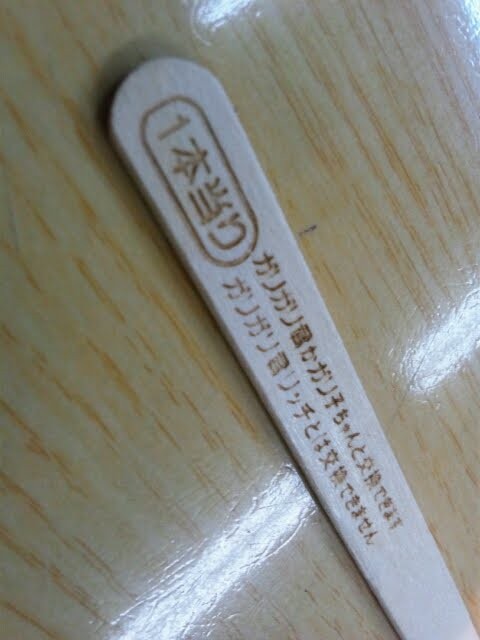 1本当り
ガリガリ君かガリ子ちゃんと交換できます
ガリガリ君リッチとは交換できません